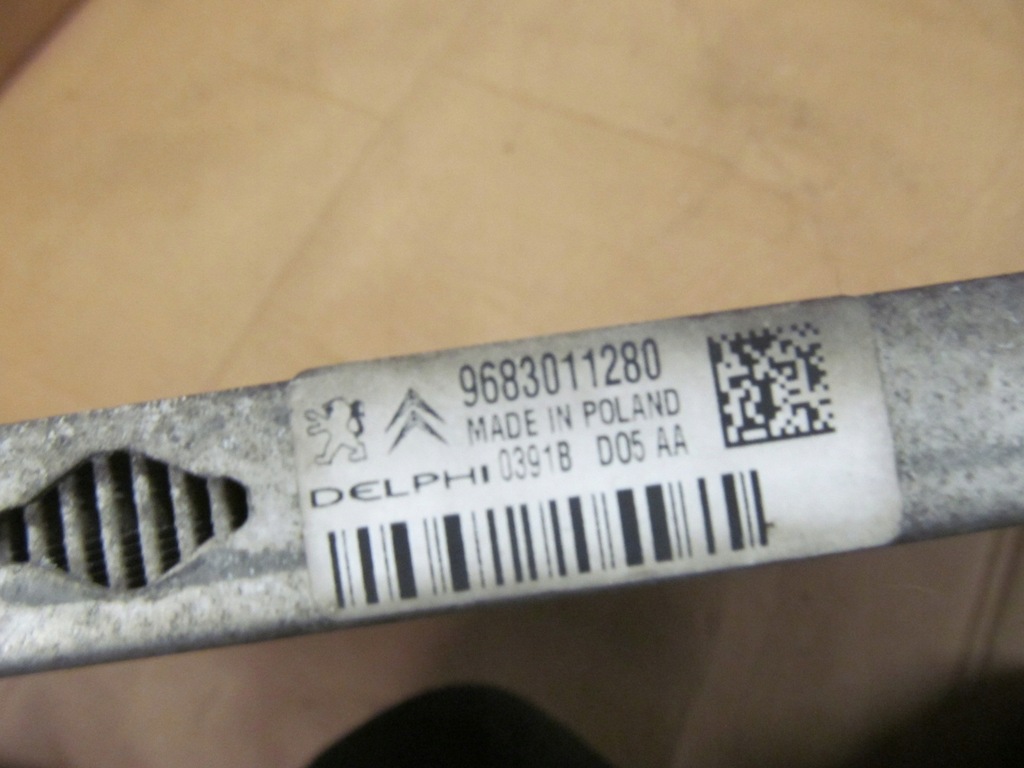 9683011280
MADE IN POLAND
DELPHI 0391B D05 AA